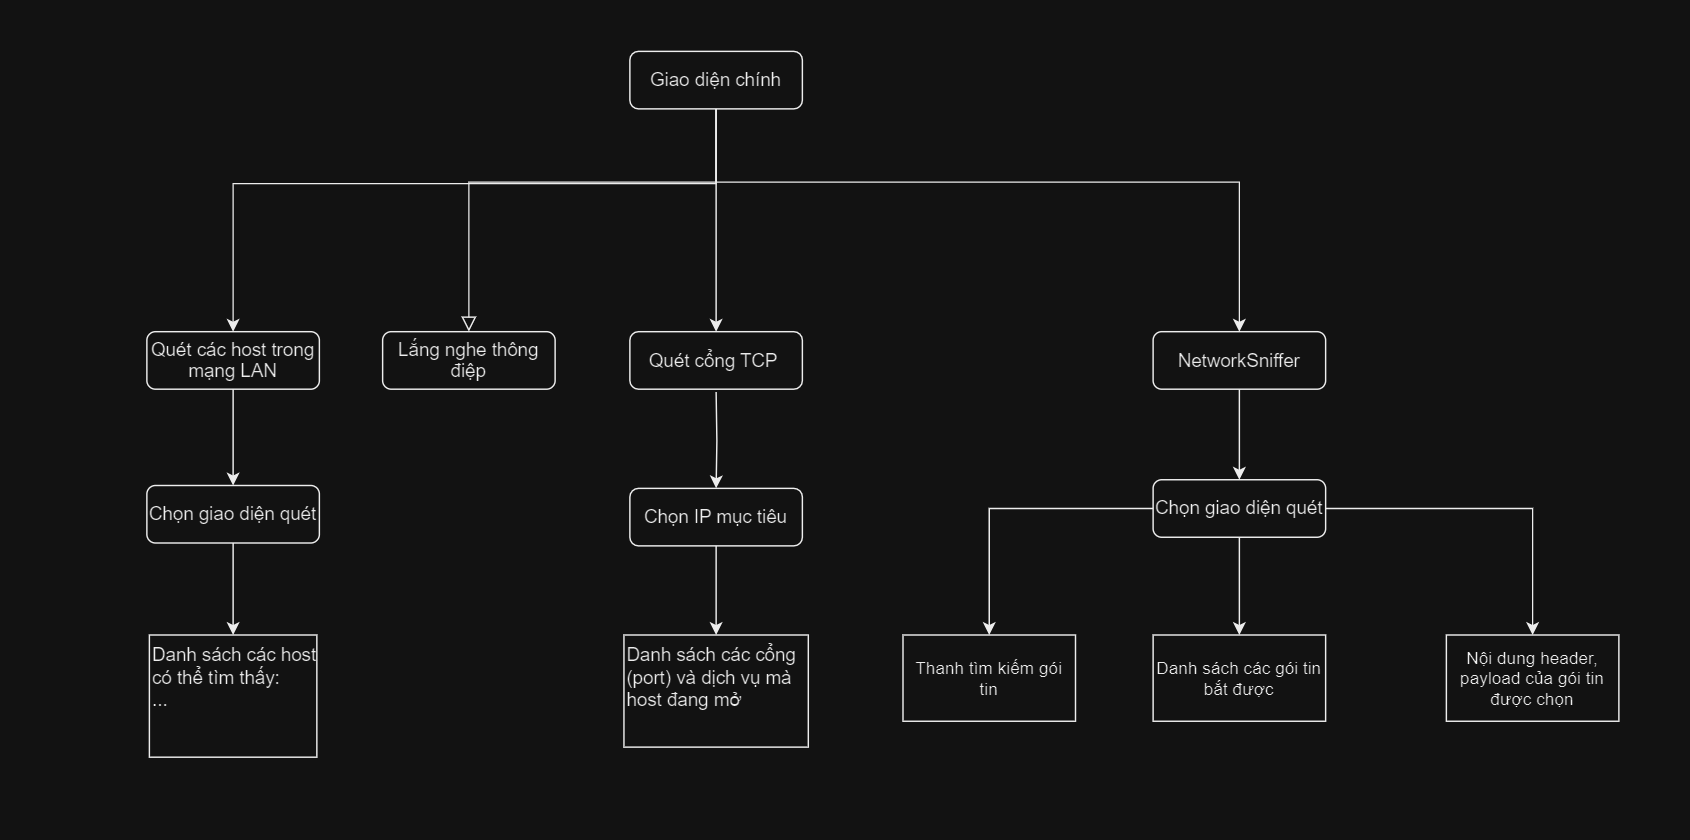 Giao diện chính
Quét các host trong
mạng LAN
Lắng nghe thông
điệp
Quét cổng TCP
NetworkSniffer
Chọn giao diện quét
Chọn IP mục tiêu
Chọn giao diện quét
Danh sách các host
có thể tìm thấy:
...
Danh sách các cổng
(port) và dịch vụ mà
host đang mở
Thanh tìm kiếm gói
tin
Danh sách các gói tin
bắt được
Nội dung header,
payload của gói tin
được chọn